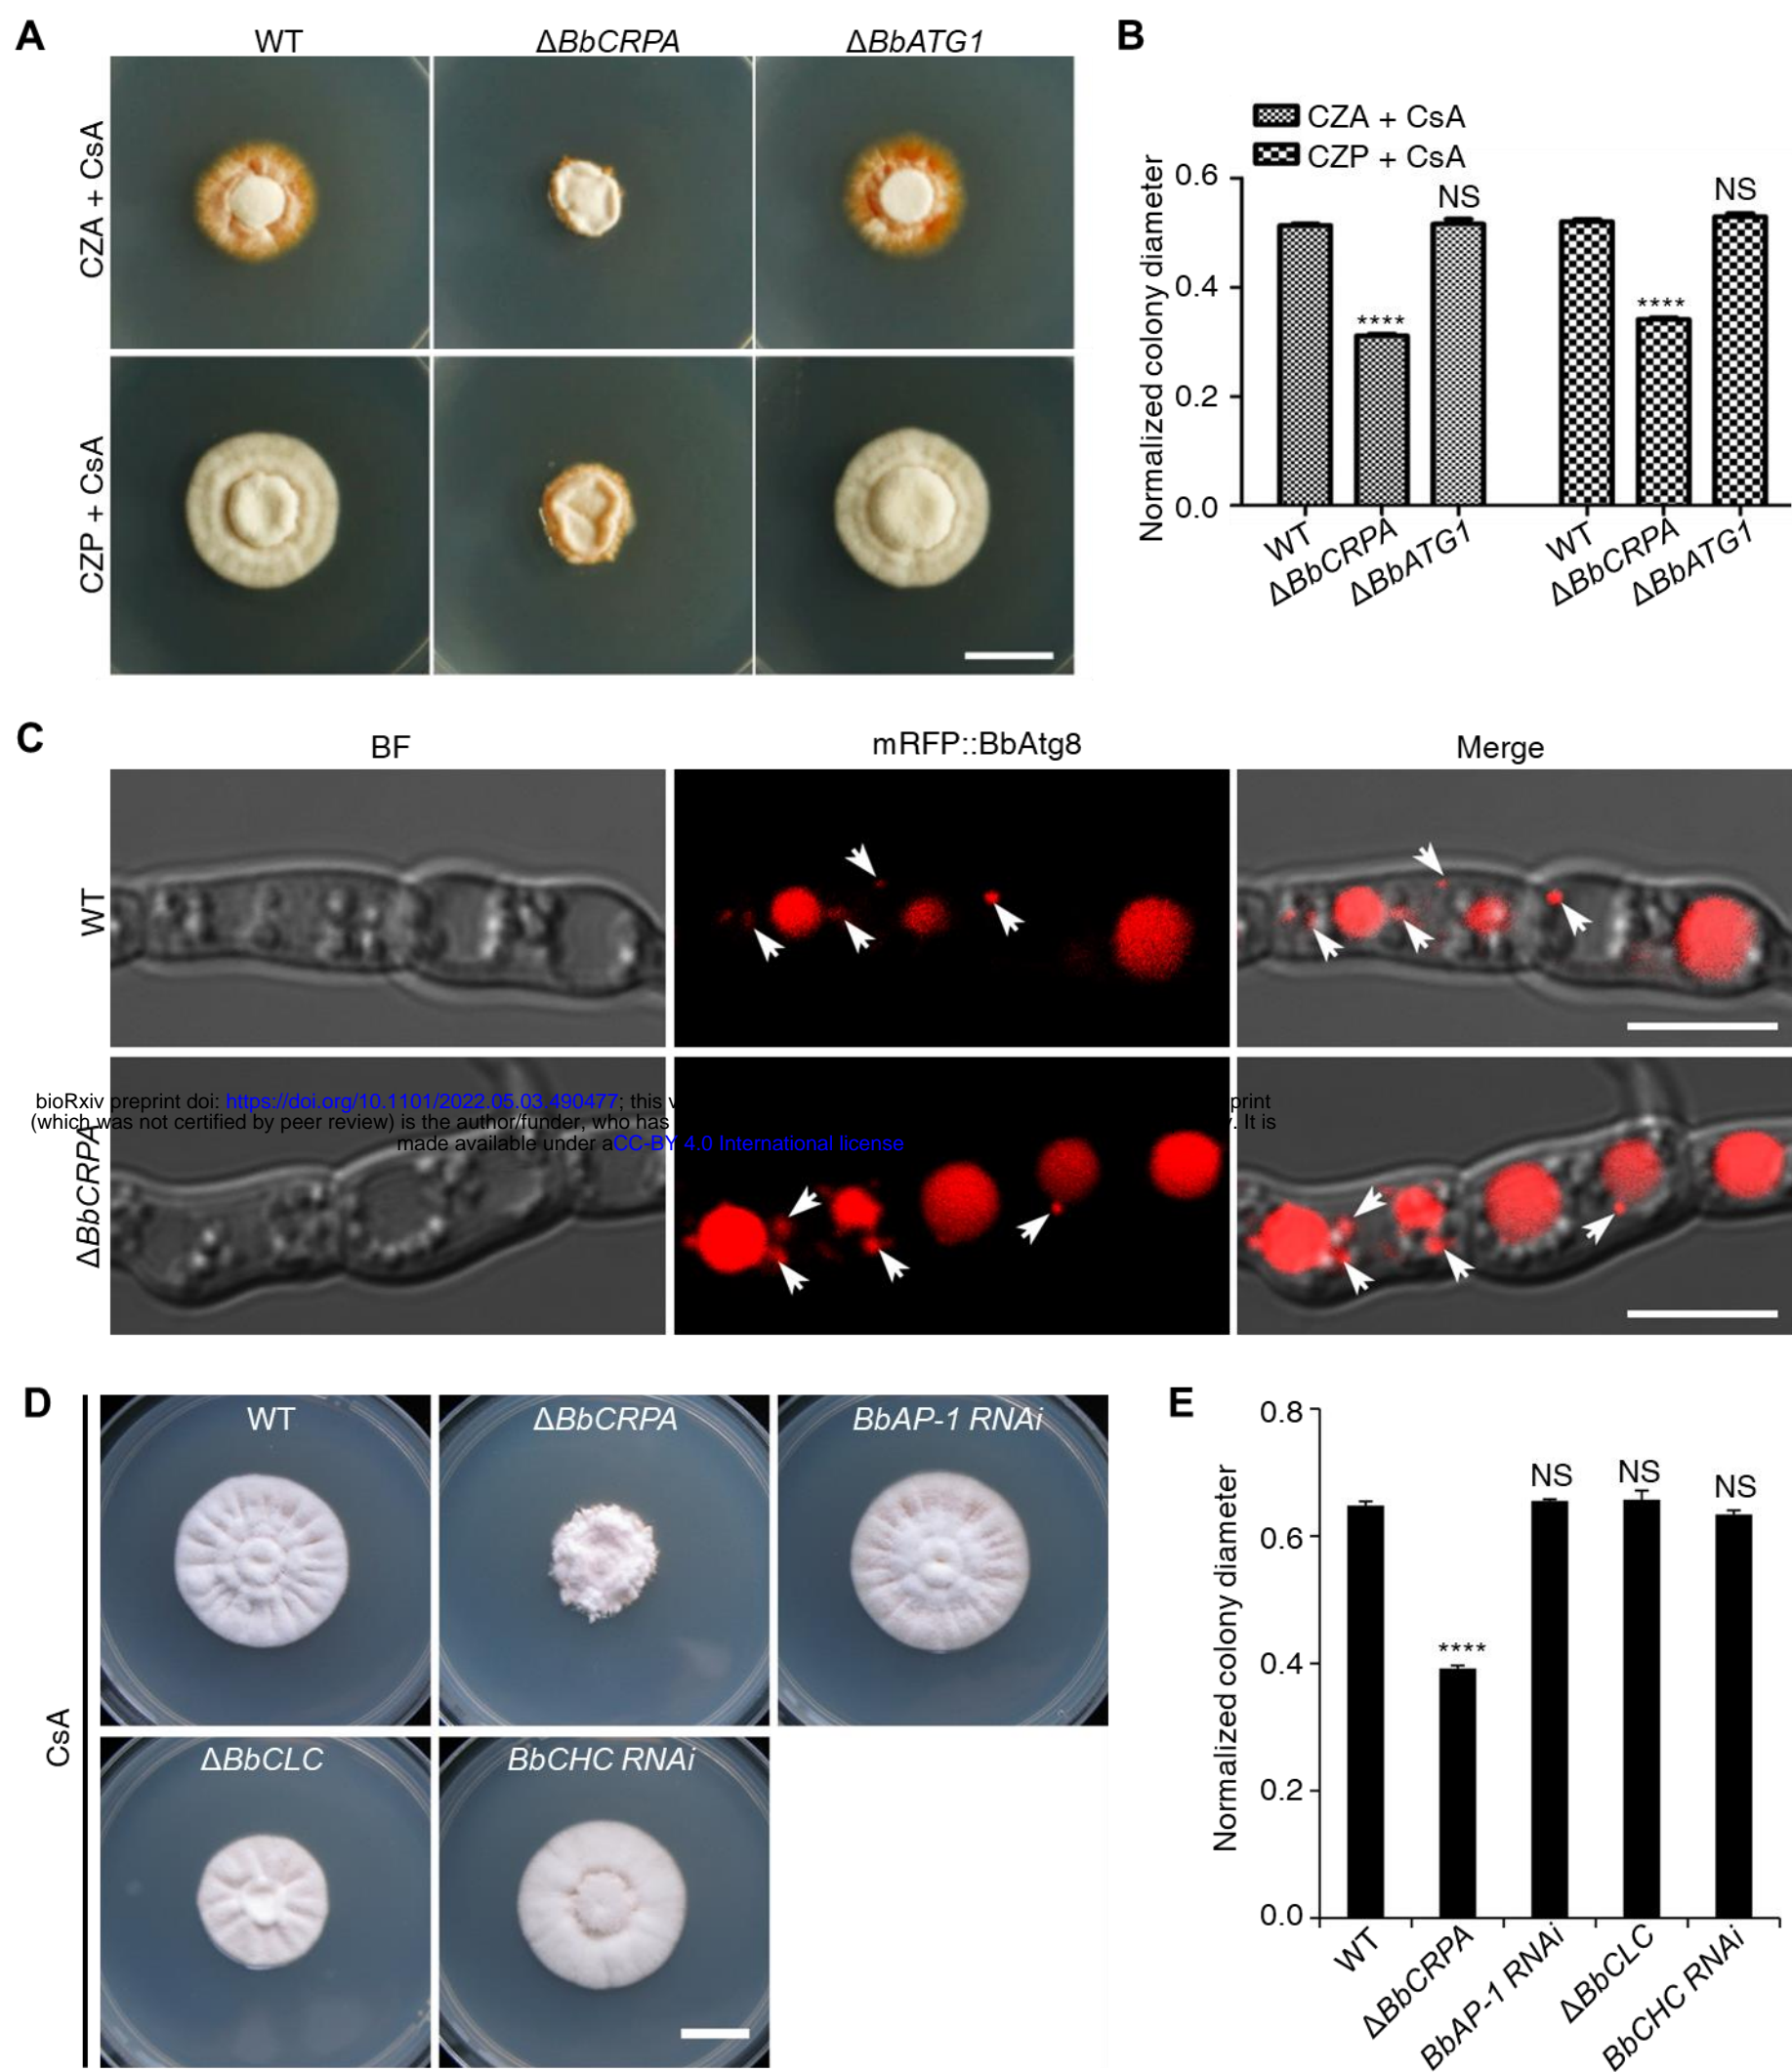 A
WT
ΔBbCRPA
ΔBbATG1
CZA + CsA
CZP + CsA
B
CZA + CsA
CZP + CsA
Normalized colony diameter
0.6
0.4
0.2
0.0
NS
****
NS
****
WT
ΔBbCRPA
ΔBbATG1
WT
ΔBbCRPA
ΔBbATG1
C
BF
mRFP::BbAtg8
Merge
WT
ΔBbCRPA
bioRxiv preprint doi: https://doi.org/10.1101/2022.05.03.490477; this v
print
(which was not certified by peer review) is the author/funder, who has
. It is
made available under aCC-BY 4.0 International license
D
CsA
WT
ΔBbCRPA
BbAP-1 RNAi
ΔBbCLC
BbCHC RNAi
E
Normalized colony diameter
0.8
0.6
0.4
0.2
0.0
****
NS
NS
NS
WT
ΔBbCRPA
BbAP-1 RNAi
ΔBbCLC
BbCHC RNAi